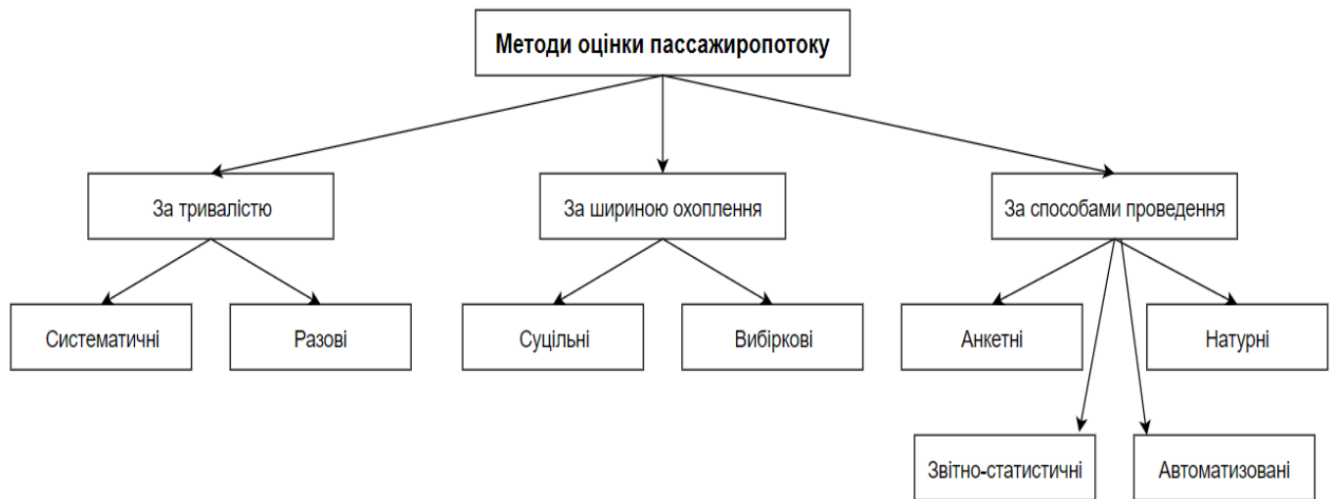 Методи оцінки пассажиропотоку
За тривалістю
За шириною охоплення
За способами проведення
Систематичні
Разові
Суцільні
Вибіркові
Анкетні
Натурні
Звітно-статистичні
Автоматизовані